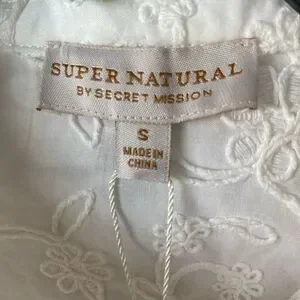 SUPER NATURAL
BY SECRET MISSION
S
MADE IN
CHINA